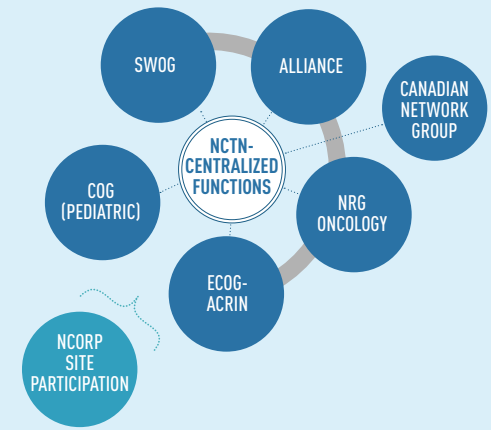 SWOG
ALLIANCE
CANADIAN
NETWORK
GROUP
NCTN-
CENTRALIZED
FUNCTIONS
COG
(PEDIATRIC)
NRG
ONCOLOGY
ECOG-
ACRIN
NCORP
SITE
PARTICIPATION